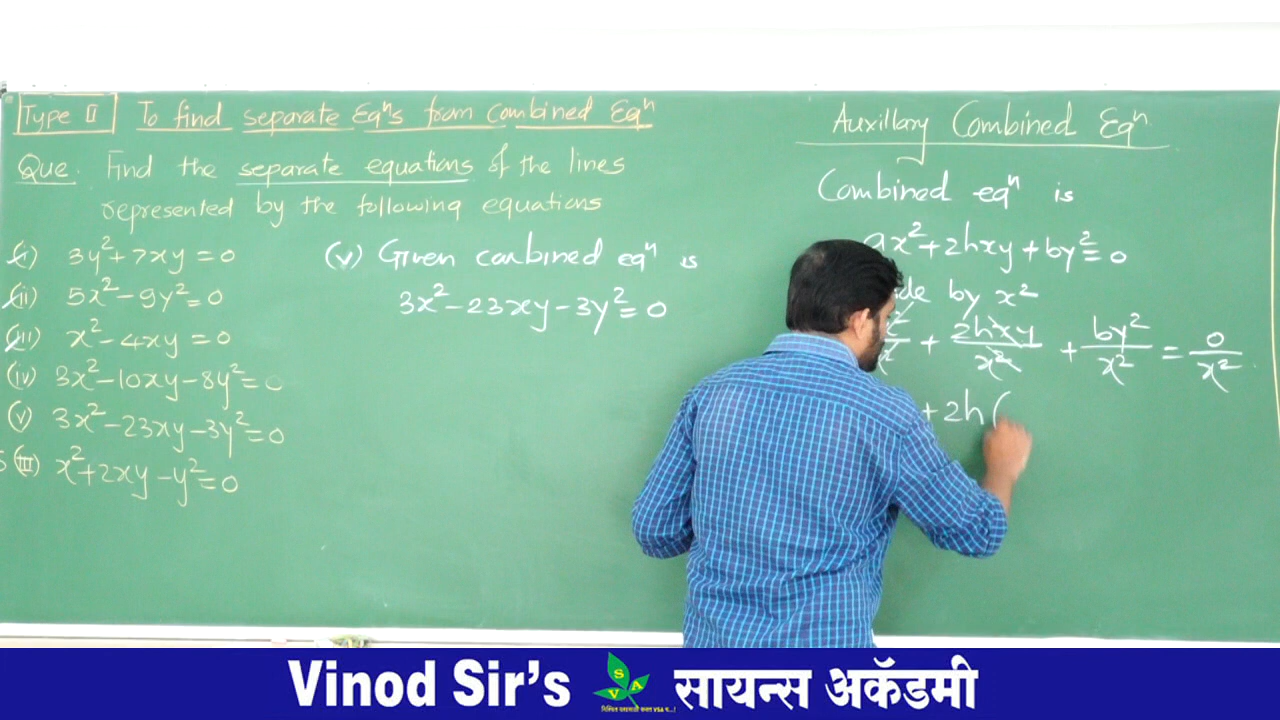 Type II To find separate Eqⁿs from combined Eqⁿ
Que. Find the separate equations of the lines
represented by the following equations
i) 3y²+7xy=0
ii) 5x²-9y²=0
iii) x²-4xy=0
(iv) 3x²-10xy-8y²=0
(v) 3x²-23xy-3y²=0
x²+2xy-y²=0
(v) Given combined eqⁿ is
3x²-23xy-3y²=0
Auxillary Combined Eqⁿ
Combined eqⁿ is
ax²+2hxy+by²=0
by x²
+ 2hxy/x² + by²/x² = 0/x²
+2h(
Vinod Sir's SVA सायन्स अकॅडमी